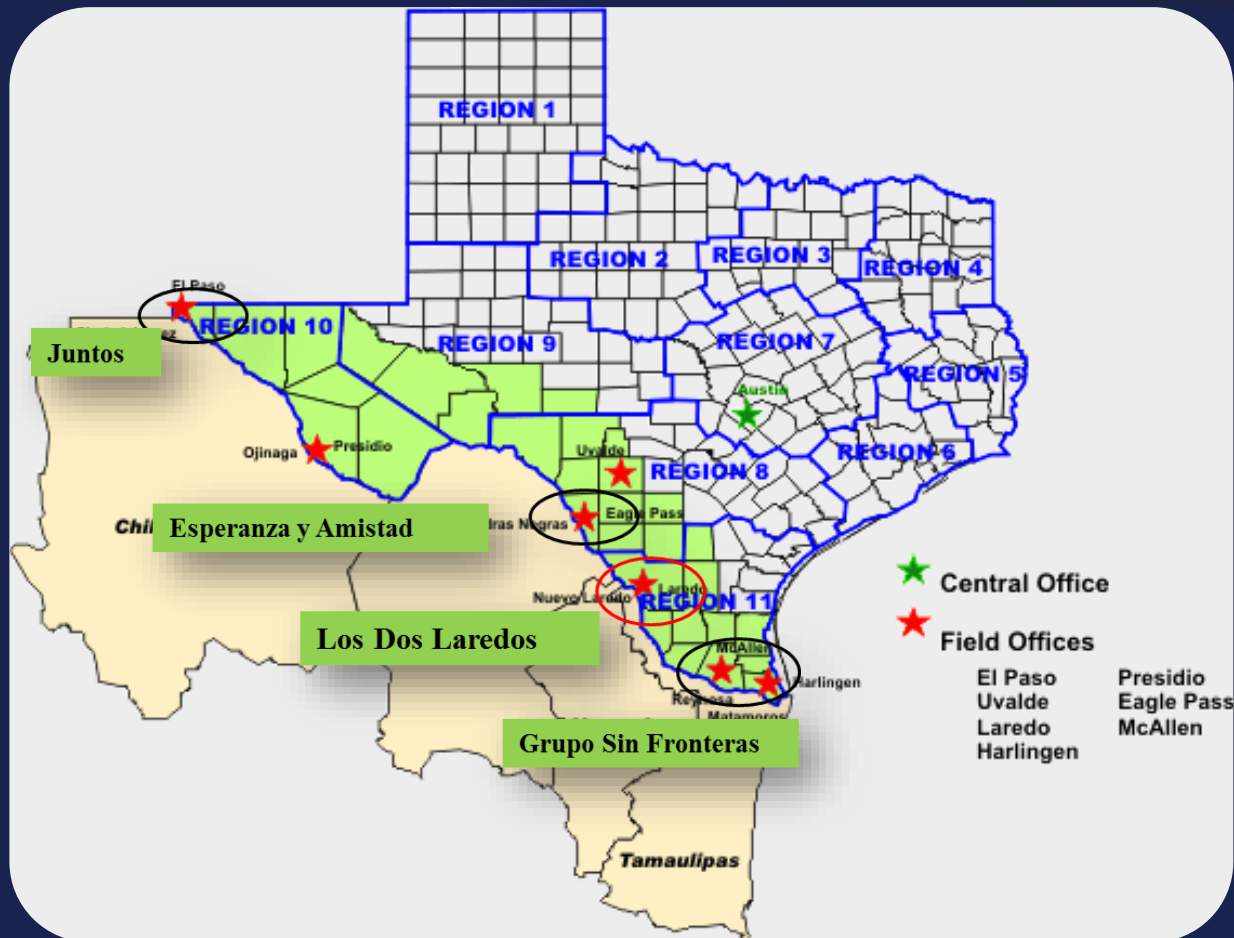 REGION 1
REGION 2
REGION 3
REGION 4
El Paso
REGION 10
REGION 9
REGION 7
REGION 5
Juntos
Austin
Ojinaga
Presidio
Uvalde
REGION 8
REGION 6
Esperanza y Amistad
Eagle Pass
Nuevo Laredo
Laredo
REGION 11
Los Dos Laredos
McAllen
Harlingen
Reynosa
Matamoros
Grupo Sin Fronteras
Tamaulipas
Central Office
Field Offices
El Paso Presidio
Uvalde Eagle Pass
Laredo McAllen
Harlingen